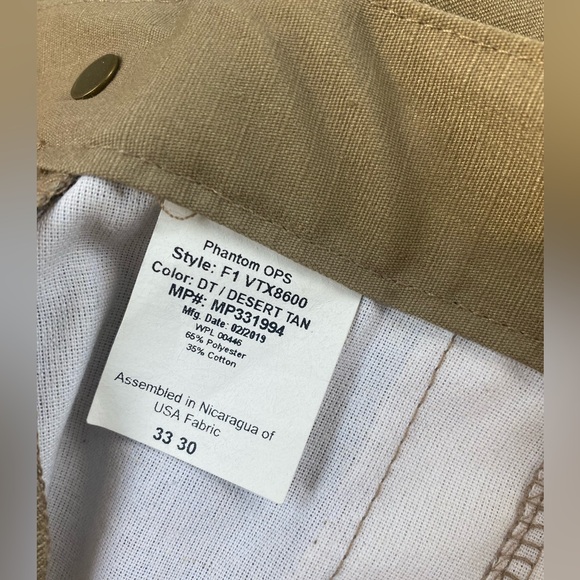 Phantom OPS
Style: F1 VTX8600
Color: DT / DESERT TAN
MP#: MP331994
Mfg. Date: 02/2019
WPL 00446
65% Polyester
35% Cotton
Assembled in Nicaragua of
USA Fabric
33 30